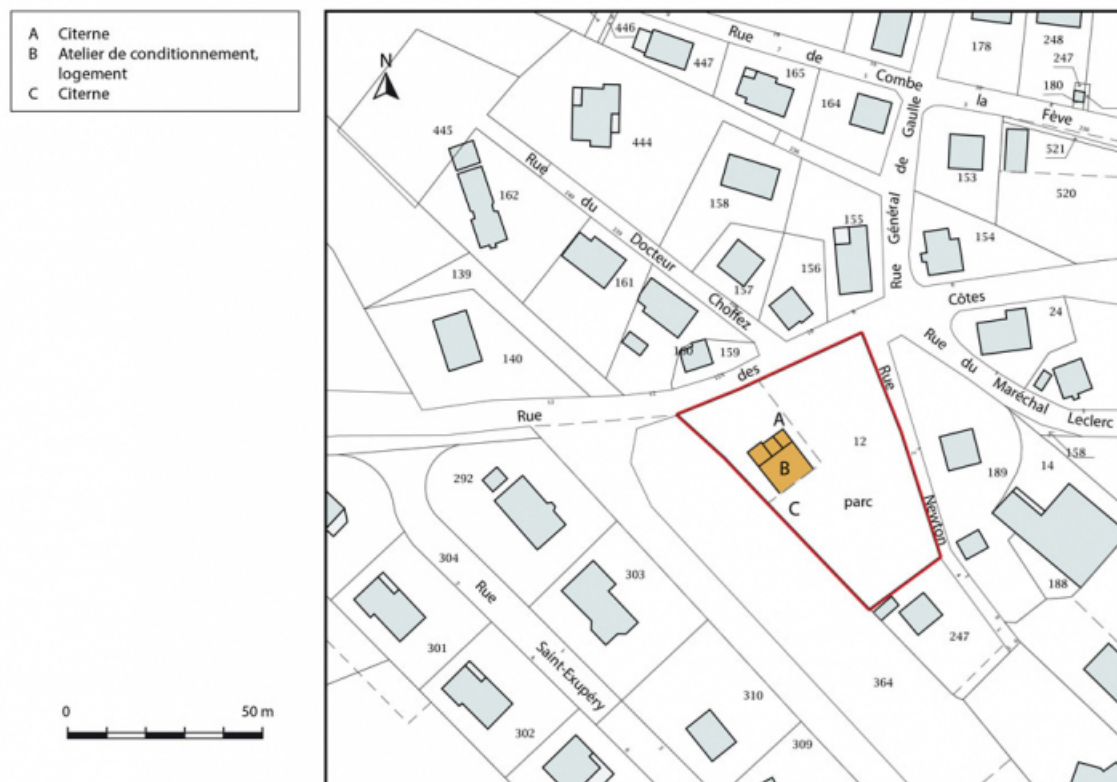 A Citerne
B Atelier de conditionnement,
logement
C Citerne
N
0 50 m
446
447
Rue de Combe la Fève
165
164
178
248
247
180
521
520
153
154
445
444
162
Rue du Docteur Choffez
158
155
157
156
161
160
159
139
140
Rue Général de Gaulle
Rue des Côtes
24
Rue du Maréchal Leclerc
158
A
B
C
12
parc
Rue Newton
189
14
188
247
364
292
304
303
301
302
Rue Saint-Exupéry
310
309